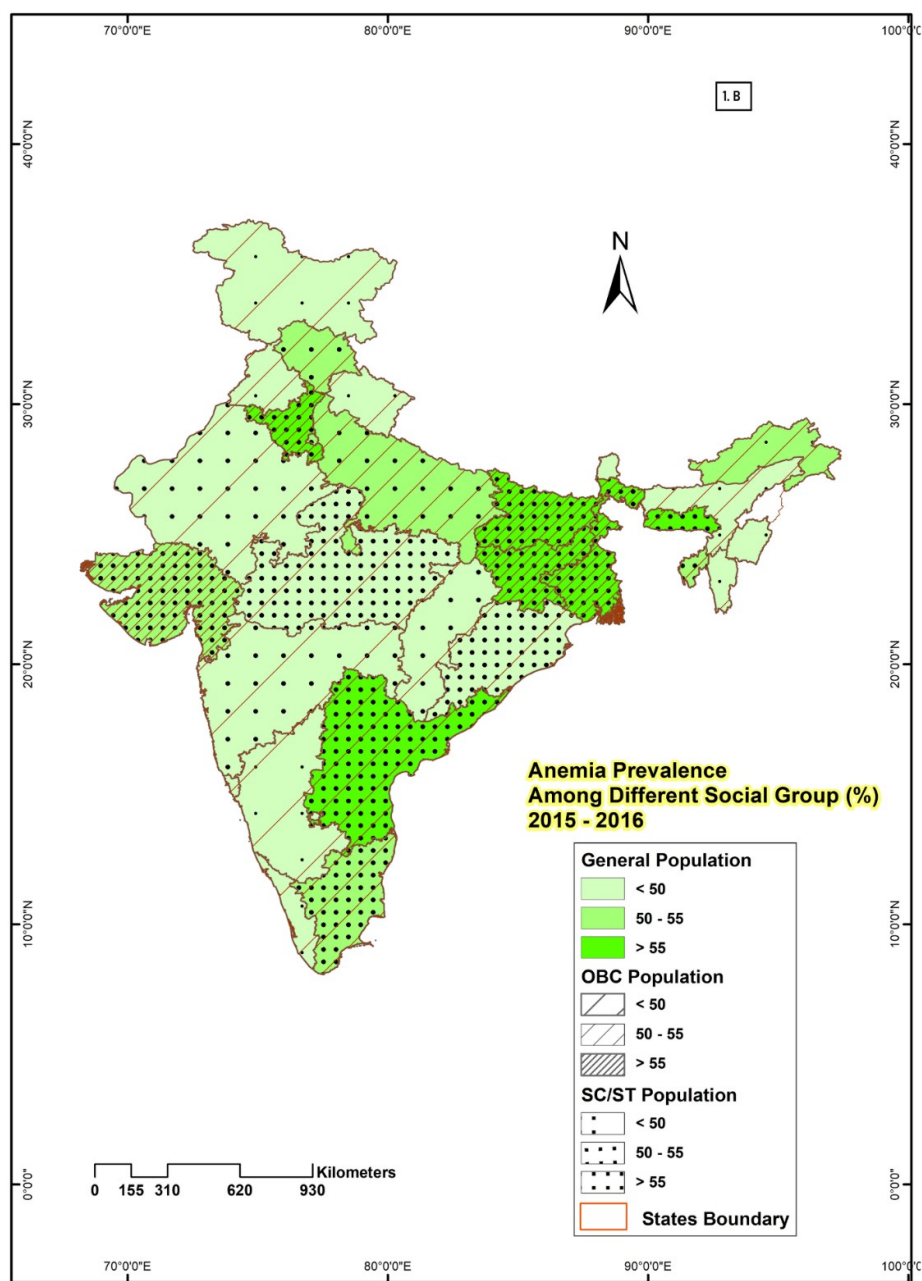 70°0'0"E 80°0'0"E 90°0'0"E 100°0'0"E
1. B
40°0'0"N 40°0'0"N
N
30°0'0"N 30°0'0"N
20°0'0"N 20°0'0"N
Anemia Prevalence
Among Different Social Group (%)
2015 - 2016
General Population
< 50
50 - 55
> 55
10°0'0"N 10°0'0"N
OBC Population
< 50
50 - 55
> 55
SC/ST Population
< 50
50 - 55
> 55
States Boundary
Kilometers
0 155 310 620 930
0°0'0" 0°0'0"
70°0'0"E 80°0'0"E 90°0'0"E 100°0'0"E